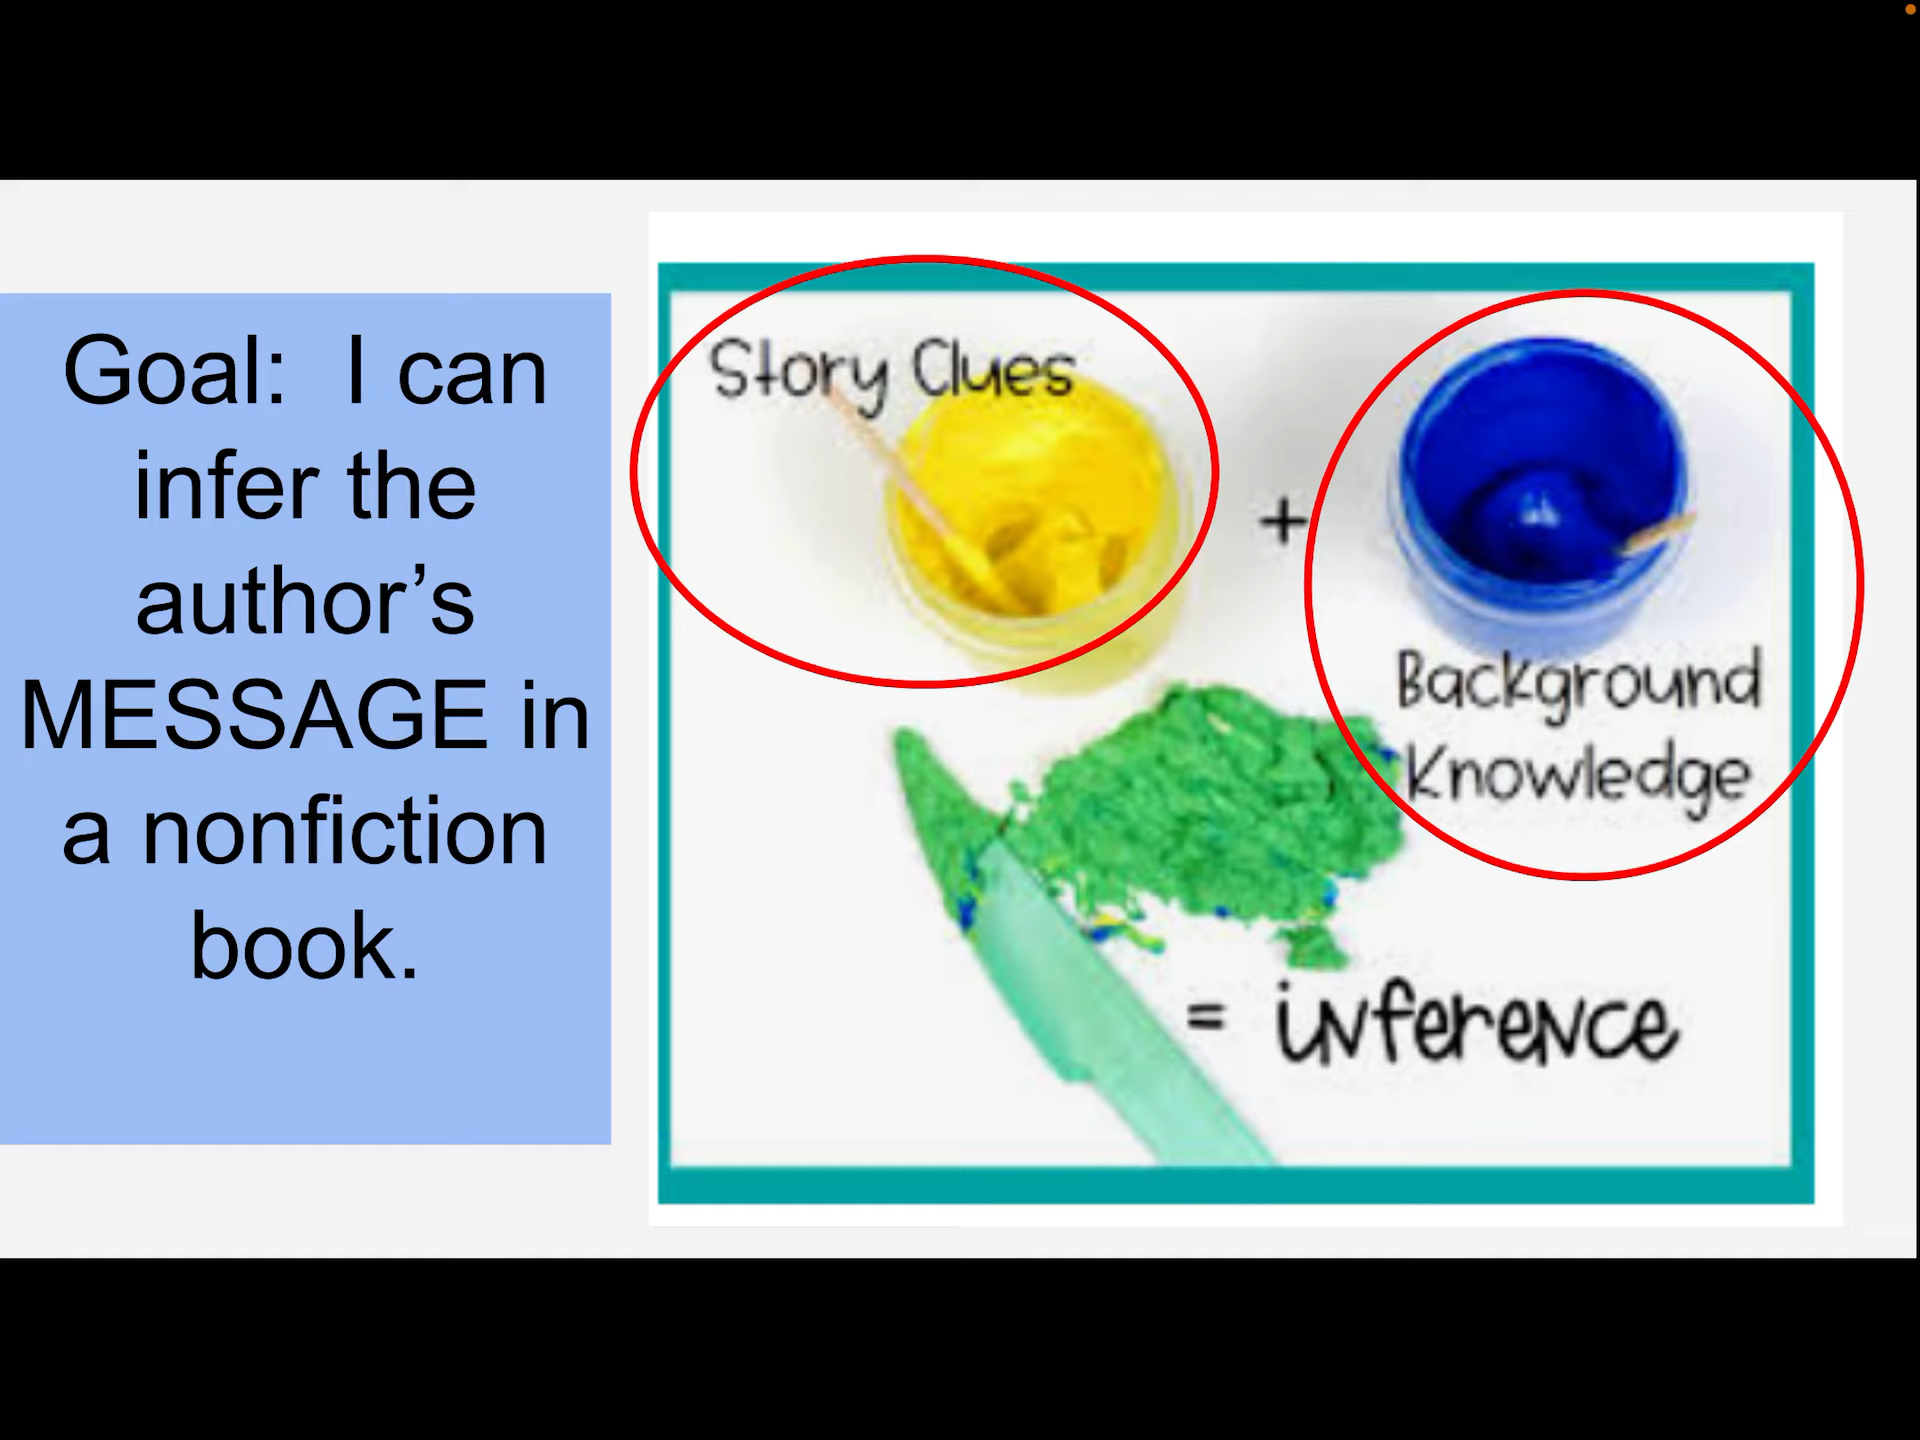 Goal:  I can
infer the
author’s
MESSAGE in
a nonfiction
book.
Story Clues
+
Background
Knowledge
= inference